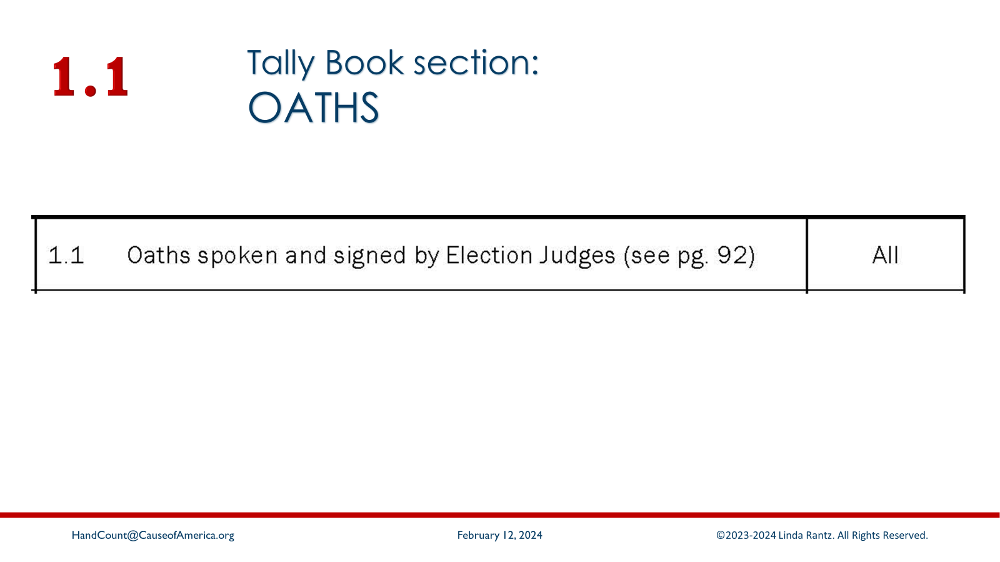 1.1
Tally Book section:
OATHS
1.1 Oaths spoken and signed by Election Judges (see pg. 92) All
HandCount@CauseofAmerica.org February 12, 2024 ©2023-2024 Linda Rantz. All Rights Reserved.